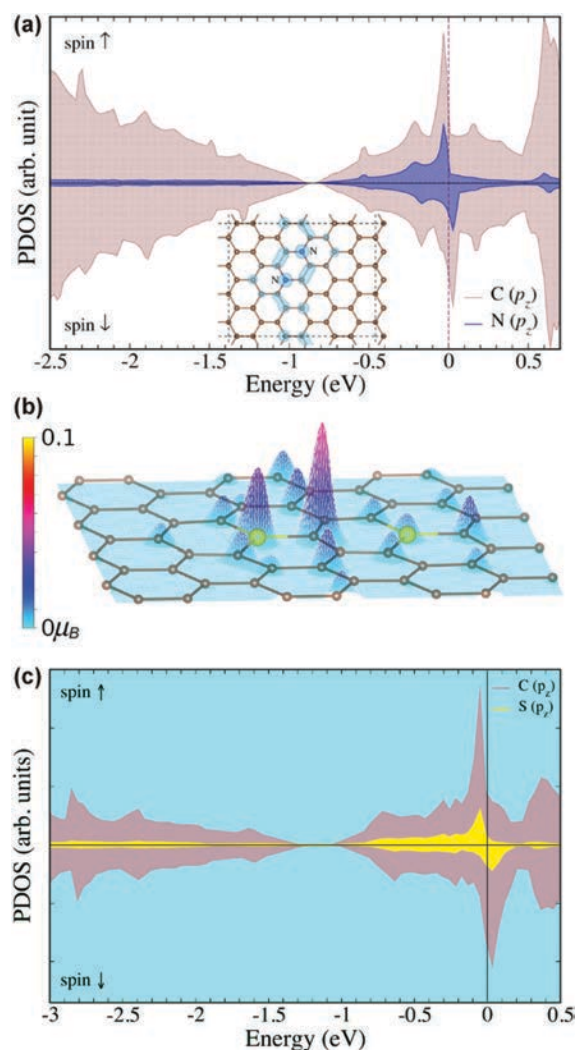 (a)
spin ↑
PDOS (arb. unit)
N
N
C (p_z)
N (p_z)
spin ↓
-2.5 -2 -1.5 -1 -0.5 0 0.5
Energy (eV)
(b)
0.1
0μ_B
(c)
spin ↑
C (p_z)
S (p_z)
PDOS (arb. units)
spin ↓
-3 -2.5 -2 -1.5 -1 -0.5 0 0.5
Energy (eV)